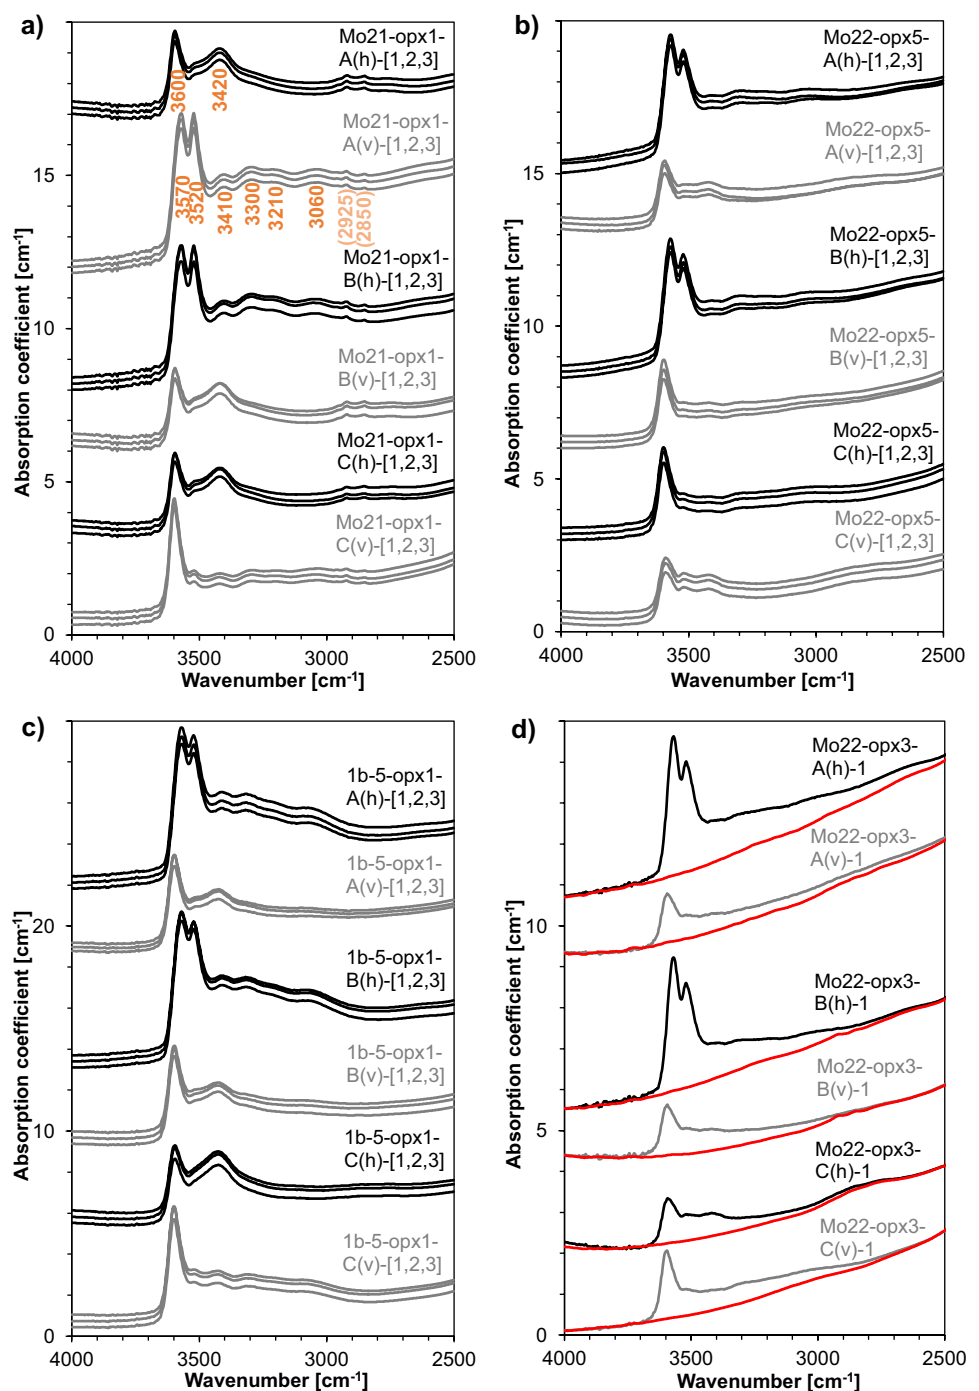 a)
Absorption coefficient [cm-1]
15
10
5
0
Mo21-opx1-
A(h)-[1,2,3]
3600
3420
Mo21-opx1-
A(v)-[1,2,3]
3570
3520
3410
3300
3210
3060
(2925)
(2850)
Mo21-opx1-
B(h)-[1,2,3]
Mo21-opx1-
B(v)-[1,2,3]
Mo21-opx1-
C(h)-[1,2,3]
Mo21-opx1-
C(v)-[1,2,3]
4000
3500
3000
2500
Wavenumber [cm-1]
b)
Absorption coefficient [cm-1]
15
10
5
0
Mo22-opx5-
A(h)-[1,2,3]
Mo22-opx5-
A(v)-[1,2,3]
Mo22-opx5-
B(h)-[1,2,3]
Mo22-opx5-
B(v)-[1,2,3]
Mo22-opx5-
C(h)-[1,2,3]
Mo22-opx5-
C(v)-[1,2,3]
4000
3500
3000
2500
Wavenumber [cm-1]
c)
Absorption coefficient [cm-1]
20
10
0
1b-5-opx1-
A(h)-[1,2,3]
1b-5-opx1-
A(v)-[1,2,3]
1b-5-opx1-
B(h)-[1,2,3]
1b-5-opx1-
B(v)-[1,2,3]
1b-5-opx1-
C(h)-[1,2,3]
1b-5-opx1-
C(v)-[1,2,3]
4000
3500
3000
2500
Wavenumber [cm-1]
d)
Absorption coefficient [cm-1]
10
5
0
Mo22-opx3-
A(h)-1
Mo22-opx3-
A(v)-1
Mo22-opx3-
B(h)-1
Mo22-opx3-
B(v)-1
Mo22-opx3-
C(h)-1
Mo22-opx3-
C(v)-1
4000
3500
3000
2500
Wavenumber [cm-1]